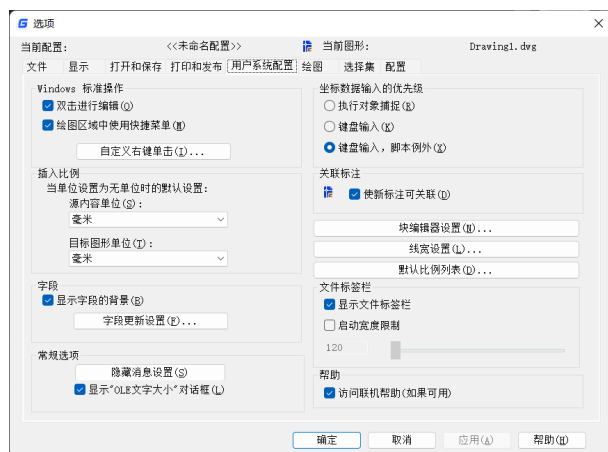 选项
当前配置: <<未命名配置>> 当前图形: Drawing1.dwg
文件 显示 打开和保存 打印和发布 用户系统配置 绘图 选择集 配置
Windows 标准操作
双击进行编辑(O)
绘图区域中使用快捷菜单(M)
自定义右键单击(I)...
插入比例
当单位设置为无单位时的默认设置:
源内容单位(S):
毫米
目标图形单位(T):
毫米
字段
显示字段的背景(B)
字段更新设置(F)...
常规选项
隐藏消息设置(S)
显示"OLE文字大小"对话框(L)
坐标数据输入的优先级
执行对象捕捉(R)
键盘输入(K)
键盘输入，脚本例外(X)
关联标注
使新标注可关联(D)
块编辑器设置(N)...
线宽设置(L)...
默认比例列表(D)...
文件标签栏
显示文件标签栏
启动宽度限制
120
帮助
访问联机帮助(如果可用)
确定 取消 应用(A) 帮助(H)